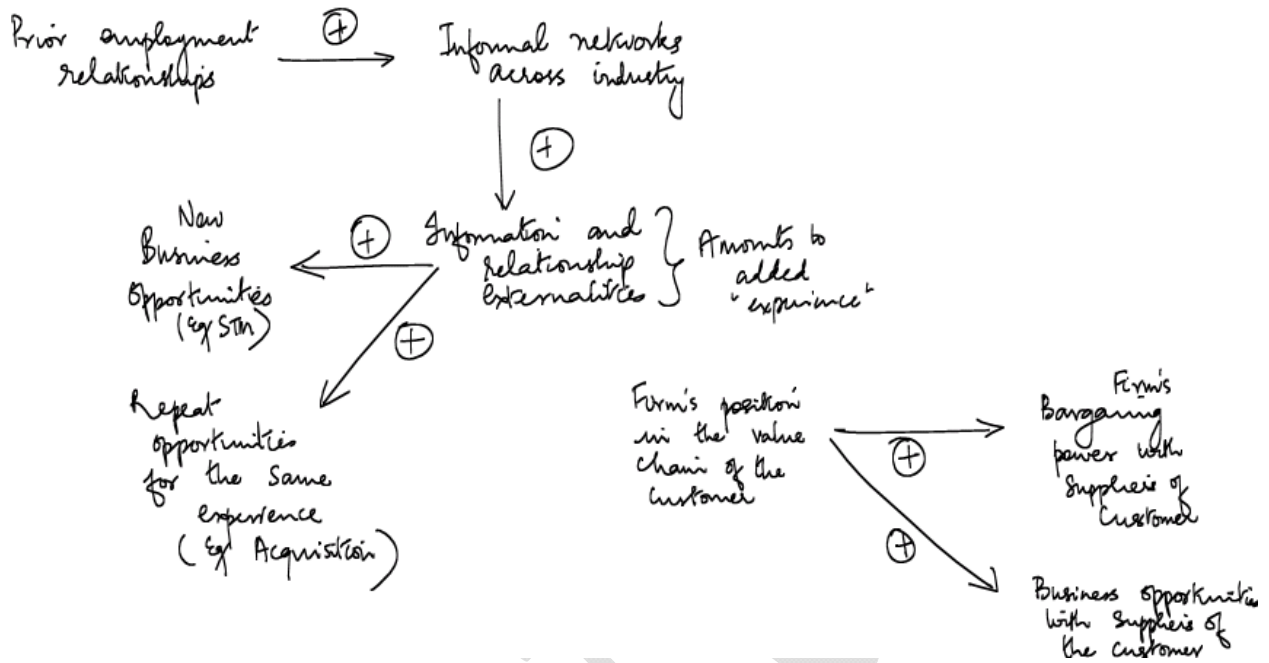 Prior employment
relationships
+
Informal networks
across industry
+
New
Business
Opportunities
(Eg STM)
+
Information and
relationship
externalities
Amounts to
added
"experience"
+
Repeat
opportunities
for the same
experience
(Eg Acquisition)
Firm's position
in the value
chain of the
customer
+
Firm's
Bargaining
power with
Suppliers of
Customer
+
Business opportunities
with Suppliers of
the customer